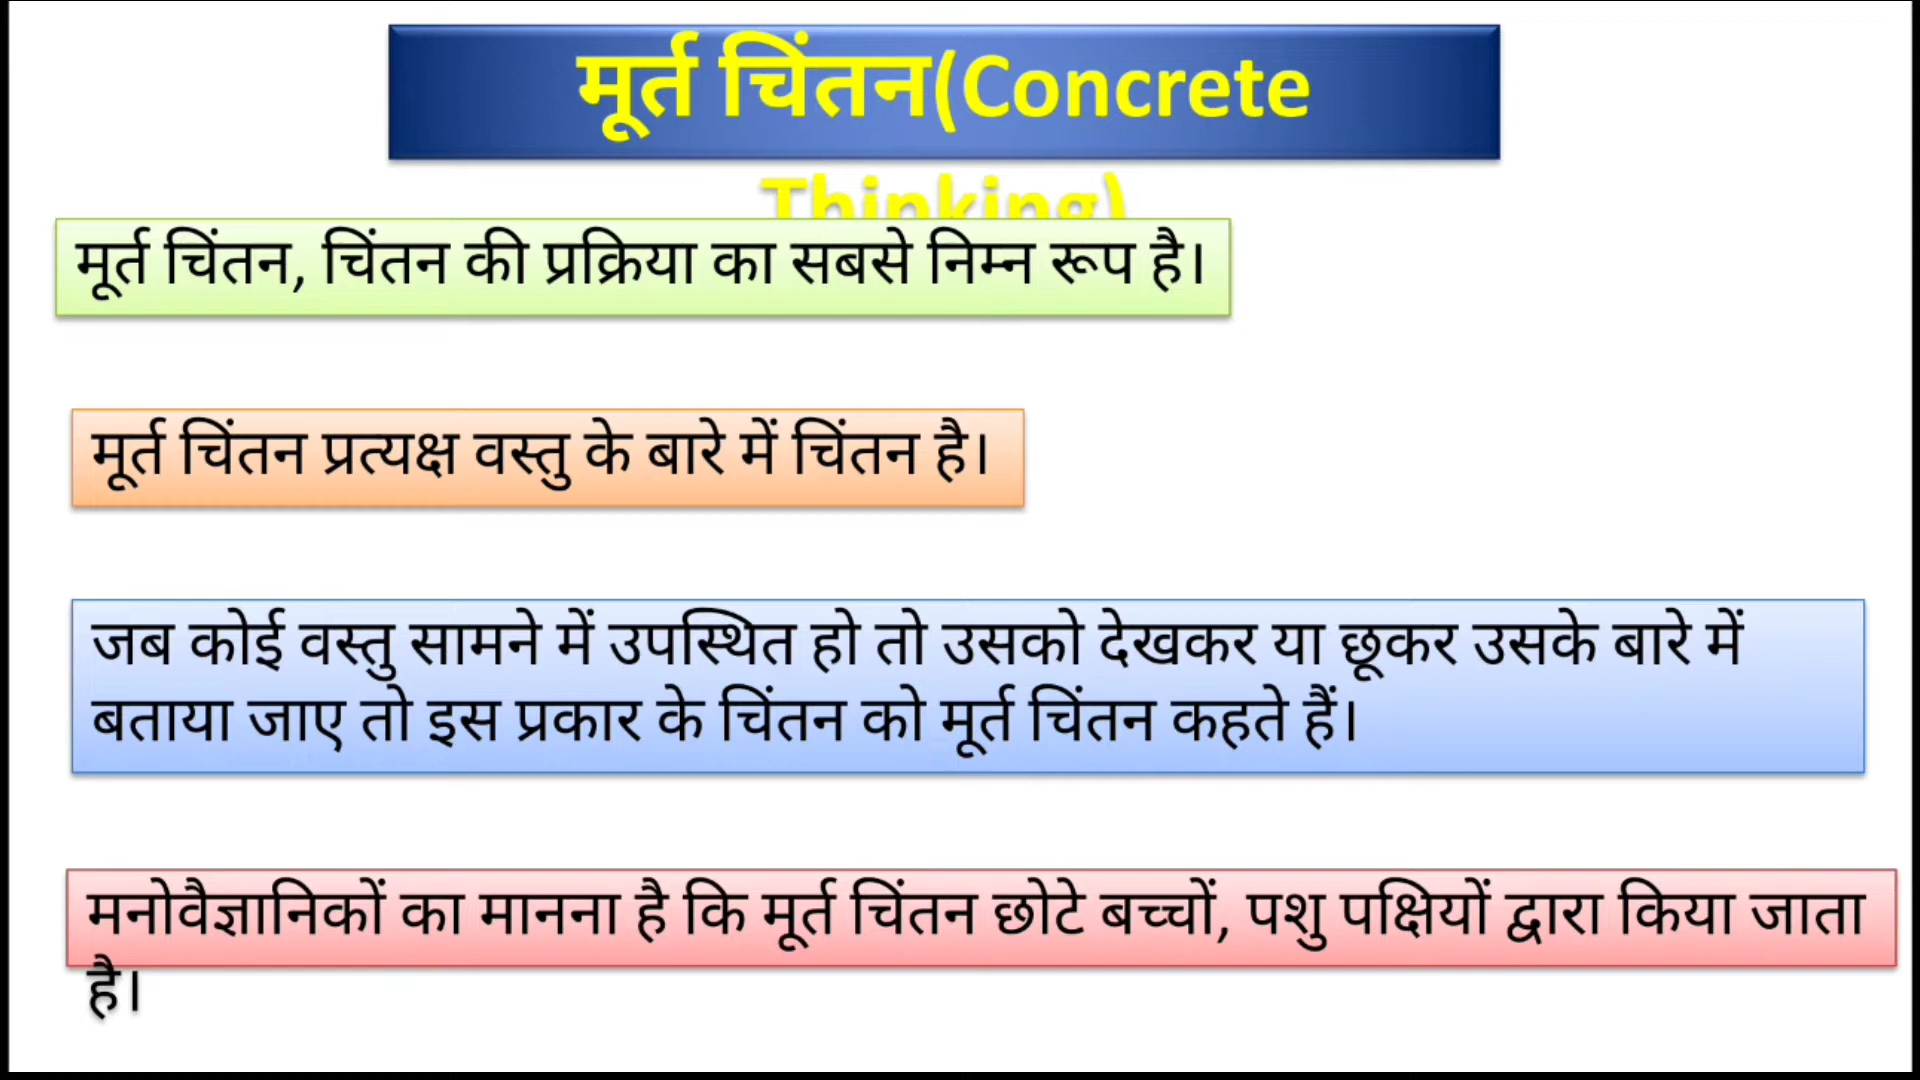 मूर्त चिंतन(Concrete
Thinking)
मूर्त चिंतन, चिंतन की प्रक्रिया का सबसे निम्न रूप है।
मूर्त चिंतन प्रत्यक्ष वस्तु के बारे में चिंतन है।
जब कोई वस्तु सामने में उपस्थित हो तो उसको देखकर या छूकर उसके बारे में
बताया जाए तो इस प्रकार के चिंतन को मूर्त चिंतन कहते हैं।
मनोवैज्ञानिकों का मानना है कि मूर्त चिंतन छोटे बच्चों, पशु पक्षियों द्वारा किया जाता
है।